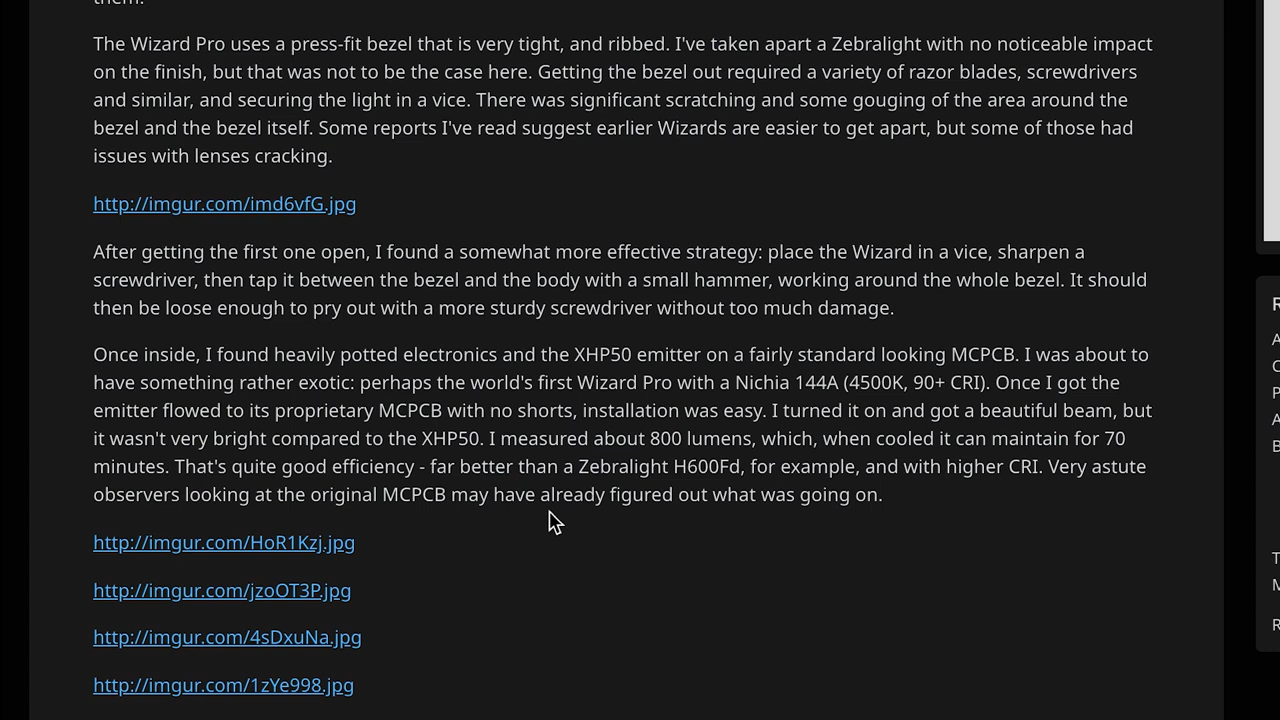 them.
The Wizard Pro uses a press-fit bezel that is very tight, and ribbed. I've taken apart a Zebralight with no noticeable impact
on the finish, but that was not to be the case here. Getting the bezel out required a variety of razor blades, screwdrivers
and similar, and securing the light in a vice. There was significant scratching and some gouging of the area around the
bezel and the bezel itself. Some reports I've read suggest earlier Wizards are easier to get apart, but some of those had
issues with lenses cracking.
http://imgur.com/imd6vfG.jpg
After getting the first one open, I found a somewhat more effective strategy: place the Wizard in a vice, sharpen a
screwdriver, then tap it between the bezel and the body with a small hammer, working around the whole bezel. It should
then be loose enough to pry out with a more sturdy screwdriver without too much damage.
Once inside, I found heavily potted electronics and the XHP50 emitter on a fairly standard looking MCPCB. I was about to
have something rather exotic: perhaps the world's first Wizard Pro with a Nichia 144A (4500K, 90+ CRI). Once I got the
emitter flowed to its proprietary MCPCB with no shorts, installation was easy. I turned it on and got a beautiful beam, but
it wasn't very bright compared to the XHP50. I measured about 800 lumens, which, when cooled it can maintain for 70
minutes. That's quite good efficiency - far better than a Zebralight H600Fd, for example, and with higher CRI. Very astute
observers looking at the original MCPCB may have already figured out what was going on.
http://imgur.com/HoR1Kzj.jpg
http://imgur.com/jzoOT3P.jpg
http://imgur.com/4sDxuNa.jpg
http://imgur.com/1zYe998.jpg